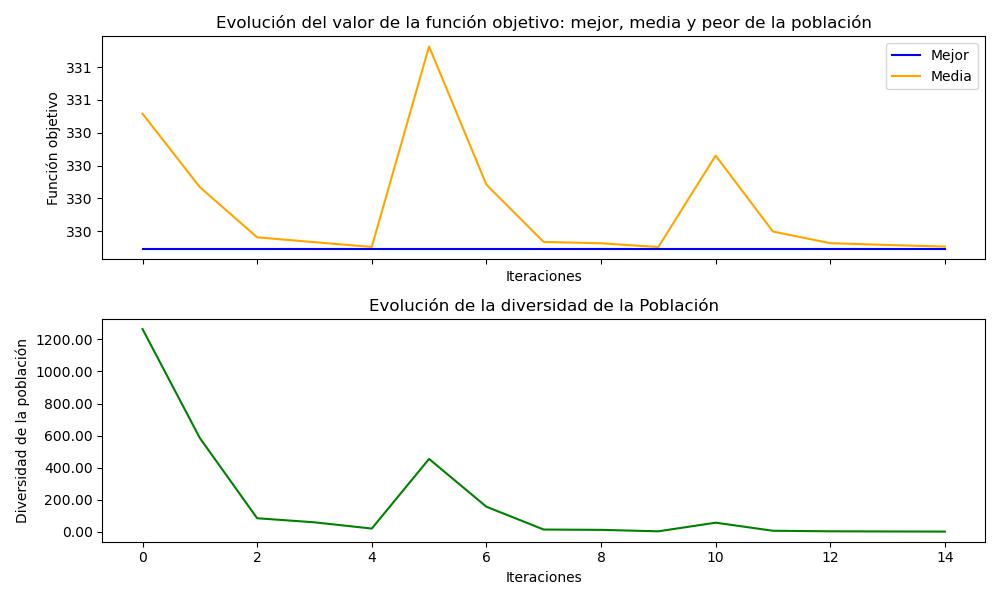 Evolución del valor de la función objetivo: mejor, media y peor de la población
Función objetivo
331
331
330
330
330
330
Mejor
Media
Iteraciones
Evolución de la diversidad de la Población
Diversidad de la población
1200.00
1000.00
800.00
600.00
400.00
200.00
0.00
0 2 4 6 8 10 12 14
Iteraciones